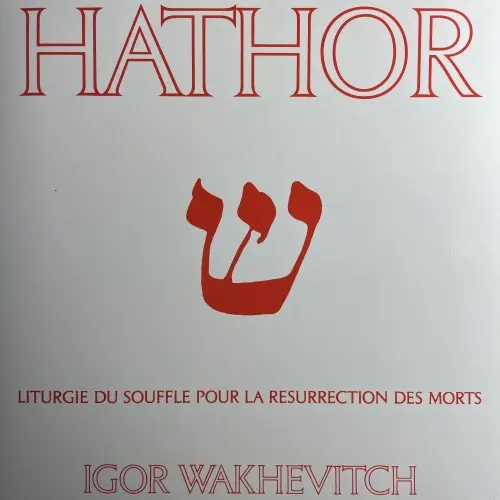 HATHOR
ש
LITURGIE DU SOUFFLE POUR LA RESURRECTION DES MORTS
IGOR WAKHEVITCH